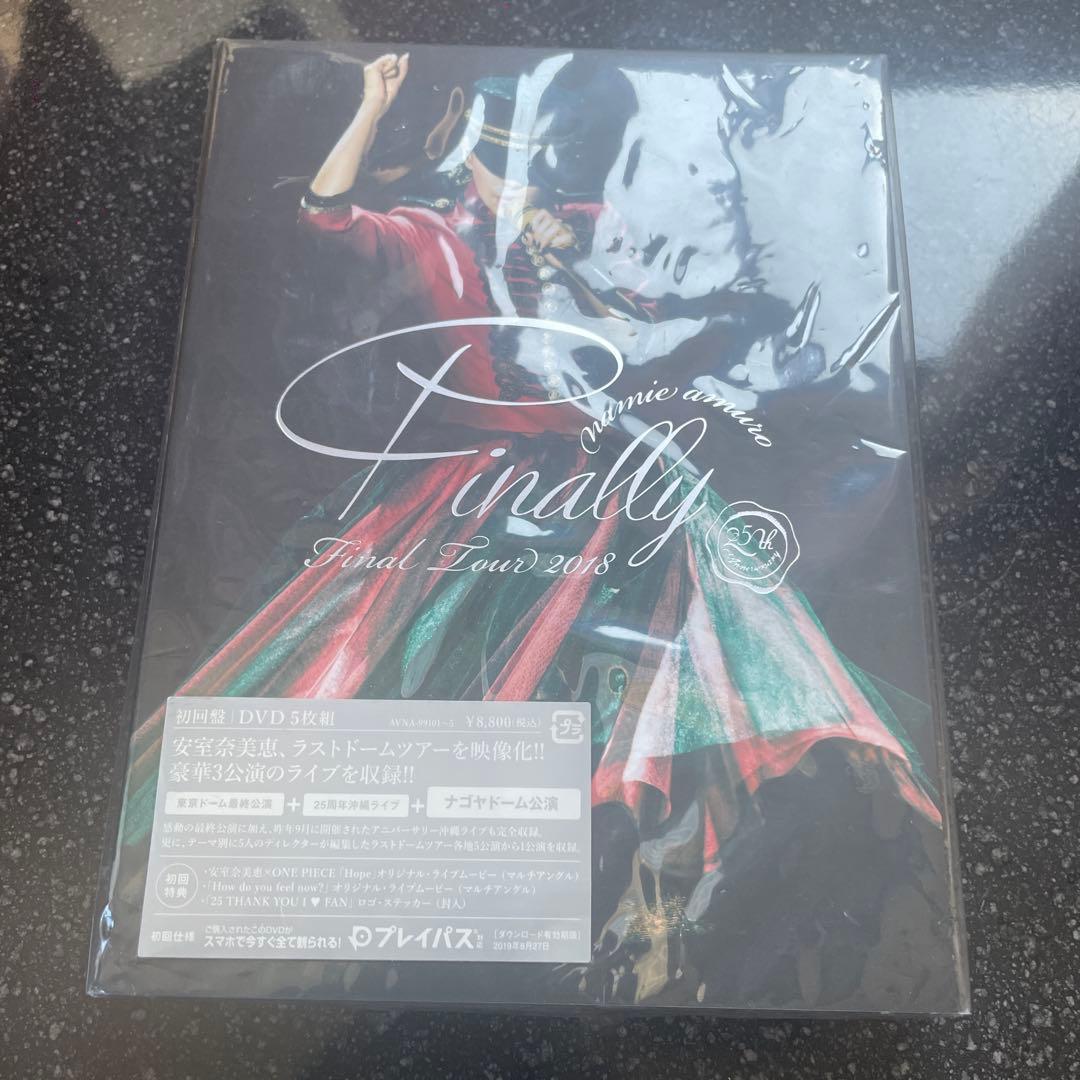 namie amuro
Finally
25th
Anniversary
Final Tour 2018
初回盤 | DVD 5枚組
AVNA-99101~5 ¥8,800(税込)
プラ
安室奈美恵、ラストドームツアーを映像化!!
豪華3公演のライブを収録!!
東京ドーム最終公演 + 25周年沖縄ライブ + ナゴヤドーム公演
感動の最終公演に加え、昨年9月に開催されたアニバーサリー沖縄ライブも完全収録。
更に、テーマ別に5人のディレクターが編集したラストドームツアー各地5公演から1公演を収録。
初回特典
・安室奈美恵×ONE PIECE「Hope」オリジナル・ライブムービー (マルチアングル)
・「How do you feel now?」オリジナル・ライブムービー (マルチアングル)
・「25 THANK YOU I ♥ FAN」ロゴ・ステッカー (封入)
初回仕様
ご購入されたこのDVDが
スマホで今すぐ全て観られる!
プレイパス®対応
[ダウンロード有効期限]
2019年8月27日